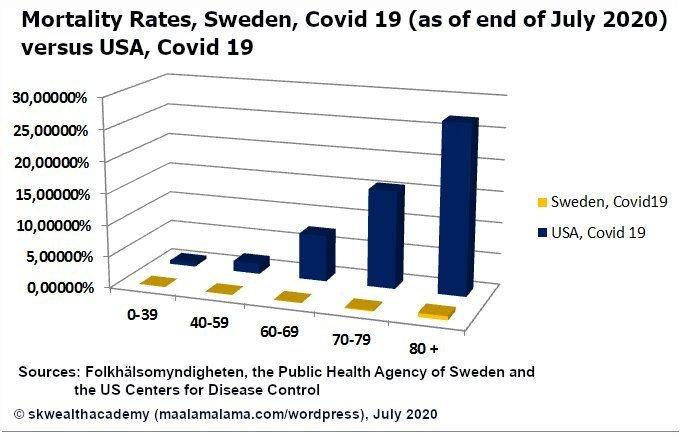 Mortality Rates, Sweden, Covid 19 (as of end of July 2020)
versus USA, Covid 19
30,00000%
25,00000%
20,00000%
15,00000%
10,00000%
5,00000%
0,00000%
0-39
40-59
60-69
70-79
80 +
Sweden, Covid19
USA, Covid 19
Sources: Folkhälsomyndigheten, the Public Health Agency of Sweden and
the US Centers for Disease Control
© skwealthacademy (maalamalama.com/wordpress), July 2020